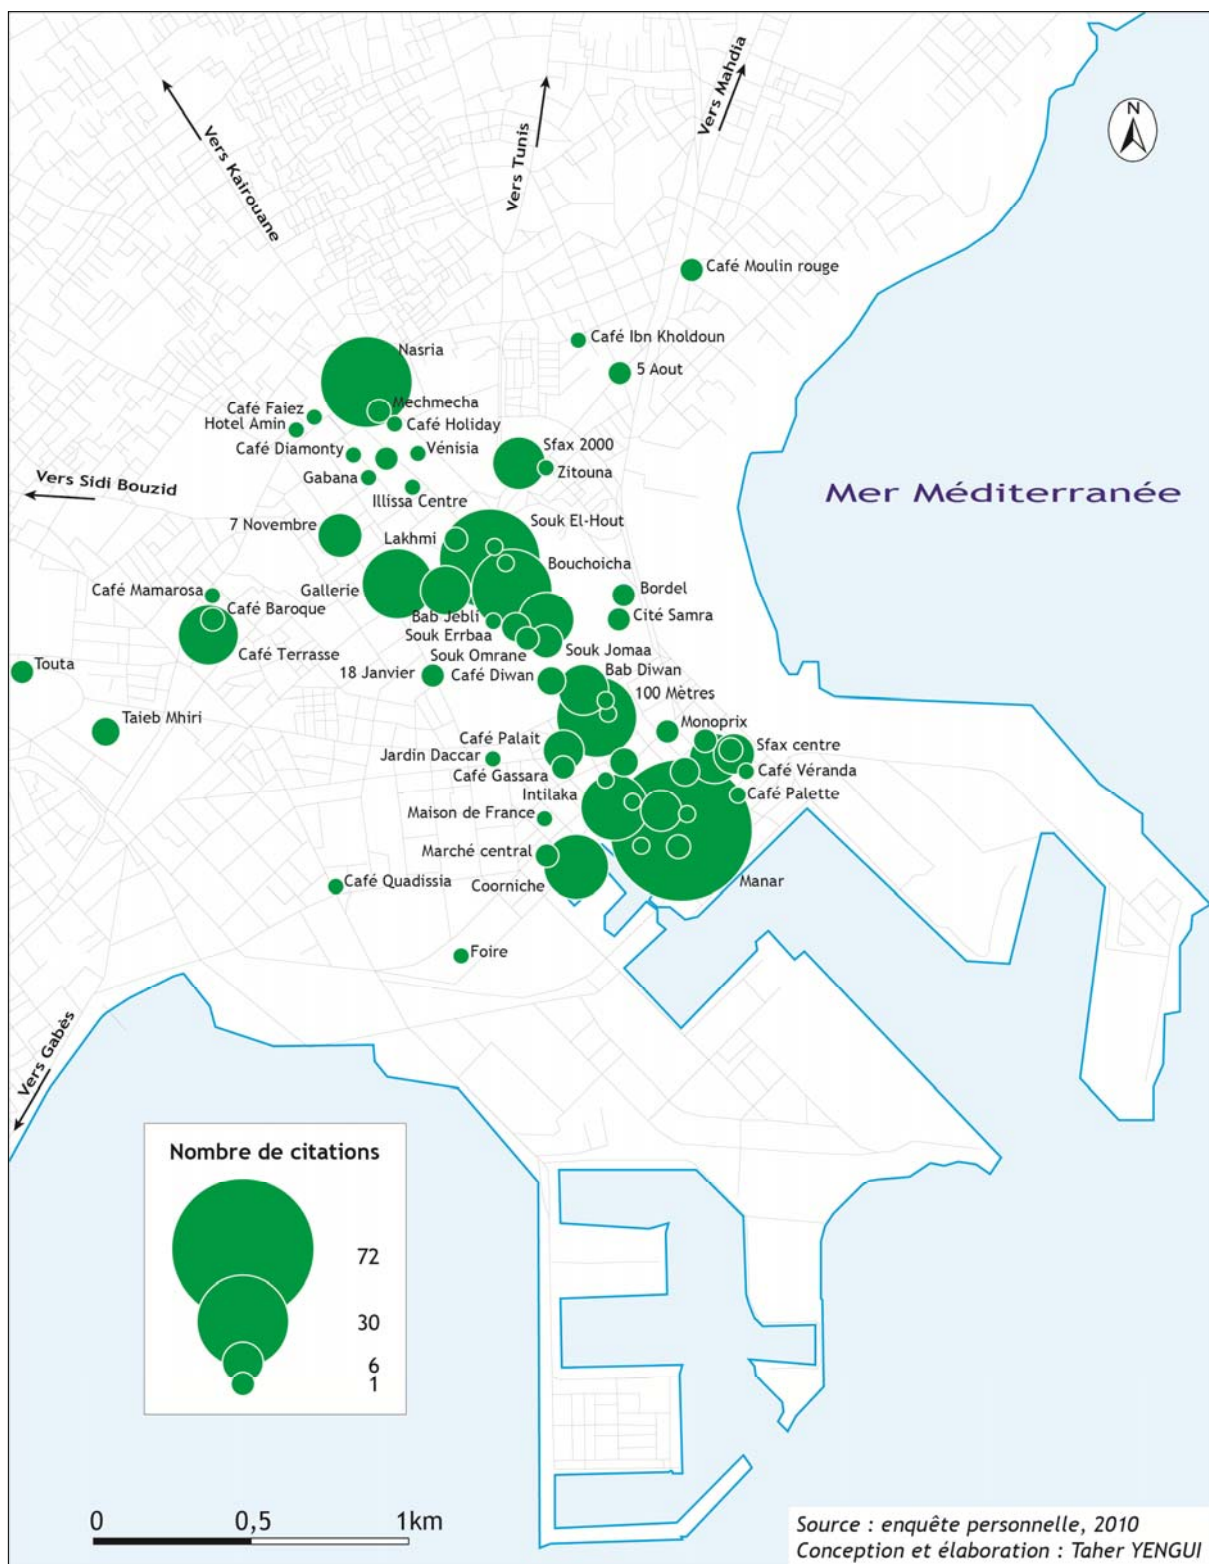 Vers Kairouane
Vers Tunis
Vers Mahdia
N
Café Moulin rouge
Café Ibn Kholdoun
Nasria
5 Aout
Café Faiez
Mechmecha
Hotel Amin
Café Holiday
Café Diamonty
Vénisia
Sfax 2000
Zitouna
Gabana
Vers Sidi Bouzid
Illissa Centre
Mer Méditerranée
7 Novembre
Souk El-Hout
Lakhmi
Bouchoicha
Café Mamarosa
Gallerie
Bordel
Café Baroque
Bab Jebli
Cité Samra
Souk Errbaa
Café Terrasse
Souk Omrane
Souk Jomaa
Touta
18 Janvier
Café Diwan
Bab Diwan
100 Mètres
Taieb Mhiri
Monoprix
Café Palait
Sfax centre
Jardin Daccar
Café Gassara
Café Véranda
Intilaka
Café Palette
Maison de France
Marché central
Coorniche
Manar
Café Quadissia
Foire
Vers Gabès
Nombre de citations
72
30
6
1
0 0,5 1km
Source : enquête personnelle, 2010
Conception et élaboration : Taher YENGUI